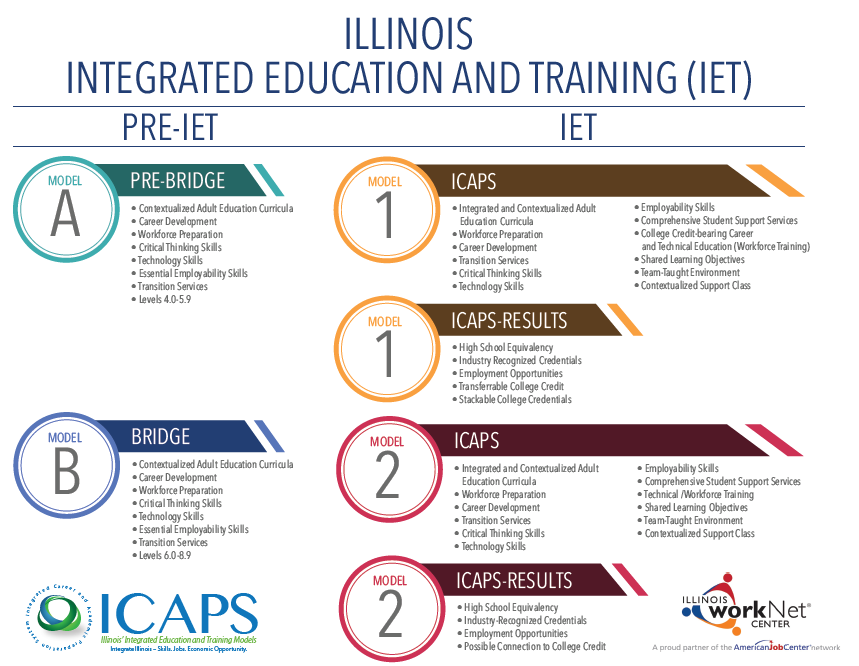 ILLINOIS
INTEGRATED EDUCATION AND TRAINING (IET)
PRE-IET
IET
MODEL
A
PRE-BRIDGE
• Contextualized Adult Education Curricula
• Career Development
• Workforce Preparation
• Critical Thinking Skills
• Technology Skills
• Essential Employability Skills
• Transition Services
• Levels 4.0-5.9
MODEL
B
BRIDGE
• Contextualized Adult Education Curricula
• Career Development
• Workforce Preparation
• Critical Thinking Skills
• Technology Skills
• Essential Employability Skills
• Transition Services
• Levels 6.0-8.9
MODEL
1
ICAPS
• Integrated and Contextualized Adult
Education Curricula
• Workforce Preparation
• Career Development
• Transition Services
• Critical Thinking Skills
• Technology Skills
• Employability Skills
• Comprehensive Student Support Services
• College Credit-bearing Career
and Technical Education (Workforce Training)
• Shared Learning Objectives
• Team-Taught Environment
• Contextualized Support Class
MODEL
1
ICAPS-RESULTS
• High School Equivalency
• Industry Recognized Credentials
• Employment Opportunities
• Transferrable College Credit
• Stackable College Credentials
MODEL
2
ICAPS
• Integrated and Contextualized Adult
Education Curricula
• Workforce Preparation
• Career Development
• Transition Services
• Critical Thinking Skills
• Technology Skills
• Employability Skills
• Comprehensive Student Support Services
• Technical /Workforce Training
• Shared Learning Objectives
• Team-Taught Environment
• Contextualized Support Class
MODEL
2
ICAPS-RESULTS
• High School Equivalency
• Industry-Recognized Credentials
• Employment Opportunities
• Possible Connection to College Credit
Integrated Career and Academic Preparation System
ICAPS
Illinois' Integrated Education and Training Models
Integrate Illinois – Skills. Jobs. Economic Opportunity.
ILLINOIS
workNet®
CENTER
A proud partner of the AmericanJobCenter® network